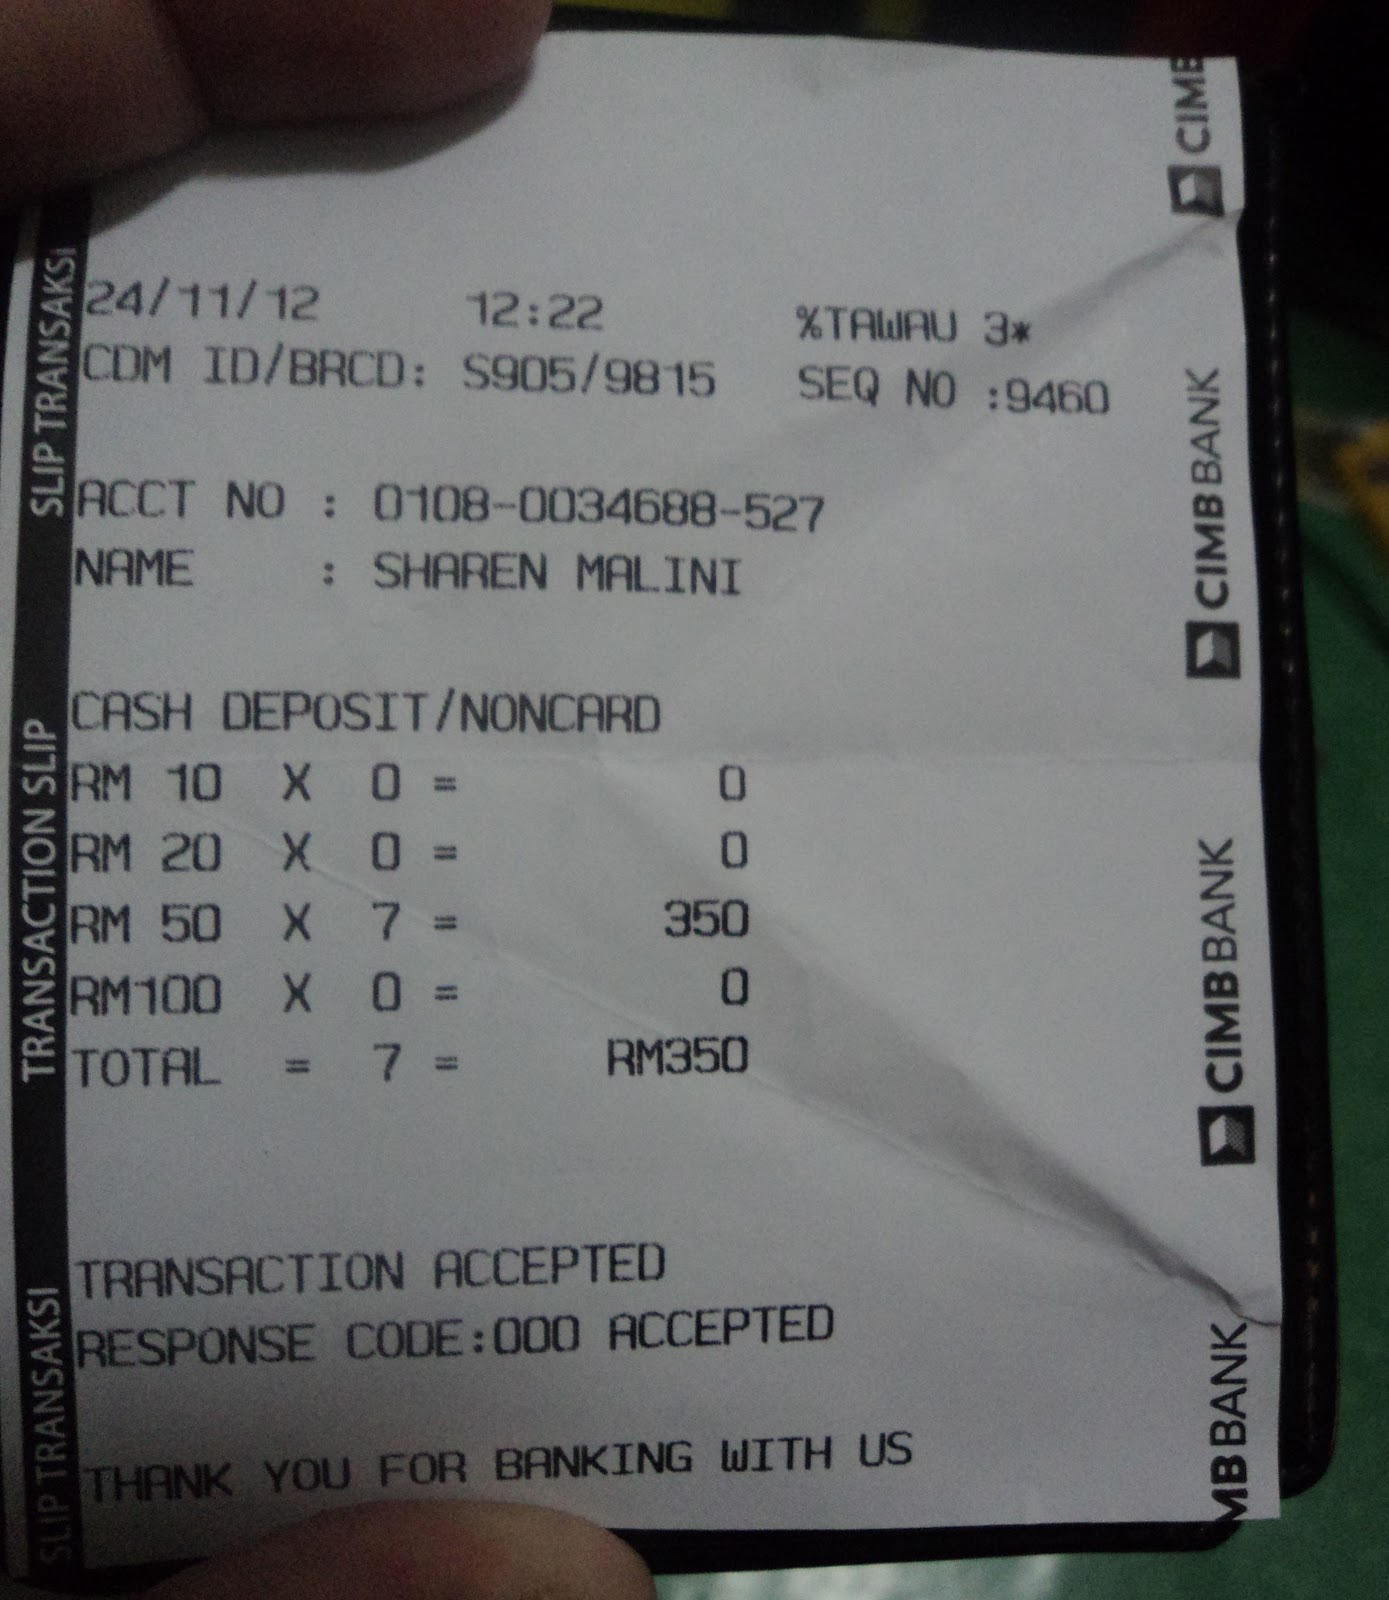 24/11/12 12:22 %TAWAU 3*
CDM ID/BRCD: S905/9815 SEQ NO :9460
ACCT NO : 0108-0034688-527
NAME : SHAREN MALINI
CASH DEPOSIT/NONCARD
RM 10 X 0 = 0
RM 20 X 0 = 0
RM 50 X 7 = 350
RM100 X 0 = 0
TOTAL = 7 = RM350
TRANSACTION ACCEPTED
RESPONSE CODE:000 ACCEPTED
THANK YOU FOR BANKING WITH US
SLIP TRANSAKSI
TRANSACTION SLIP
SLIP TRANSAKSI
CIMB
CIMBBANK
CIMBBANK
MBBANK